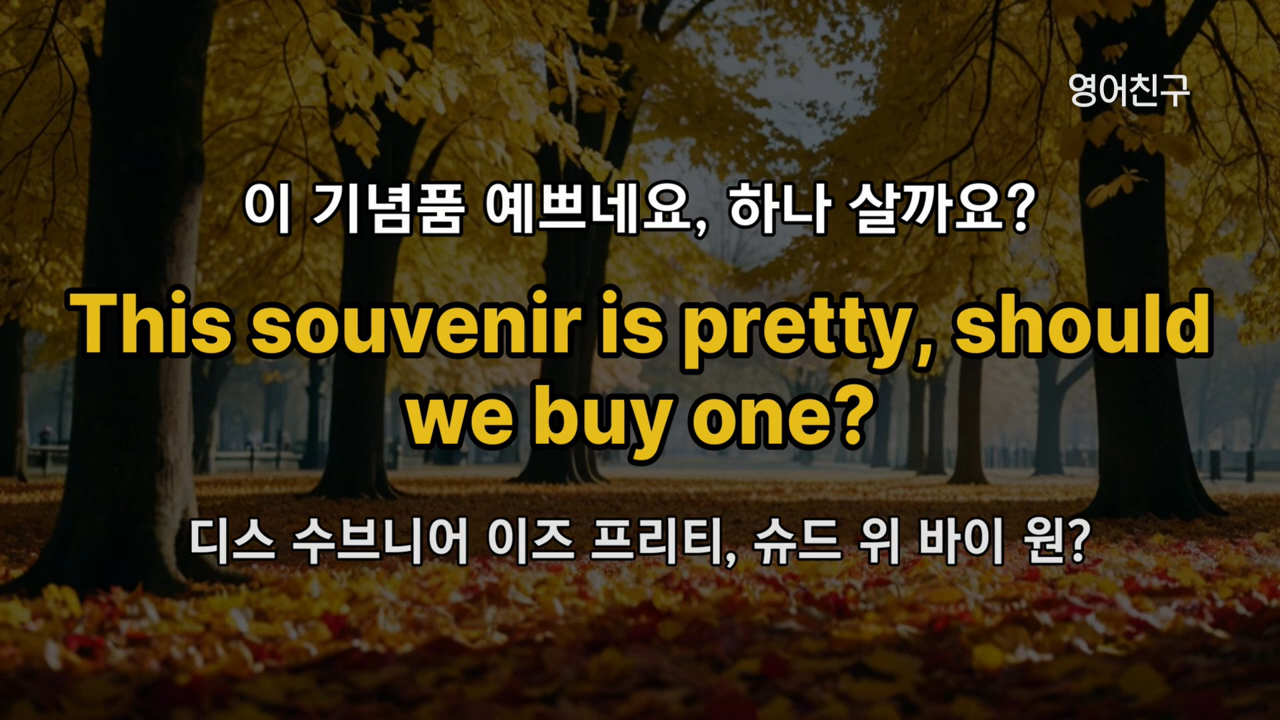 영어친구
이 기념품 예쁘네요, 하나 살까요?
This souvenir is pretty, should
we buy one?
디스 수브니어 이즈 프리티, 슈드 위 바이 원?